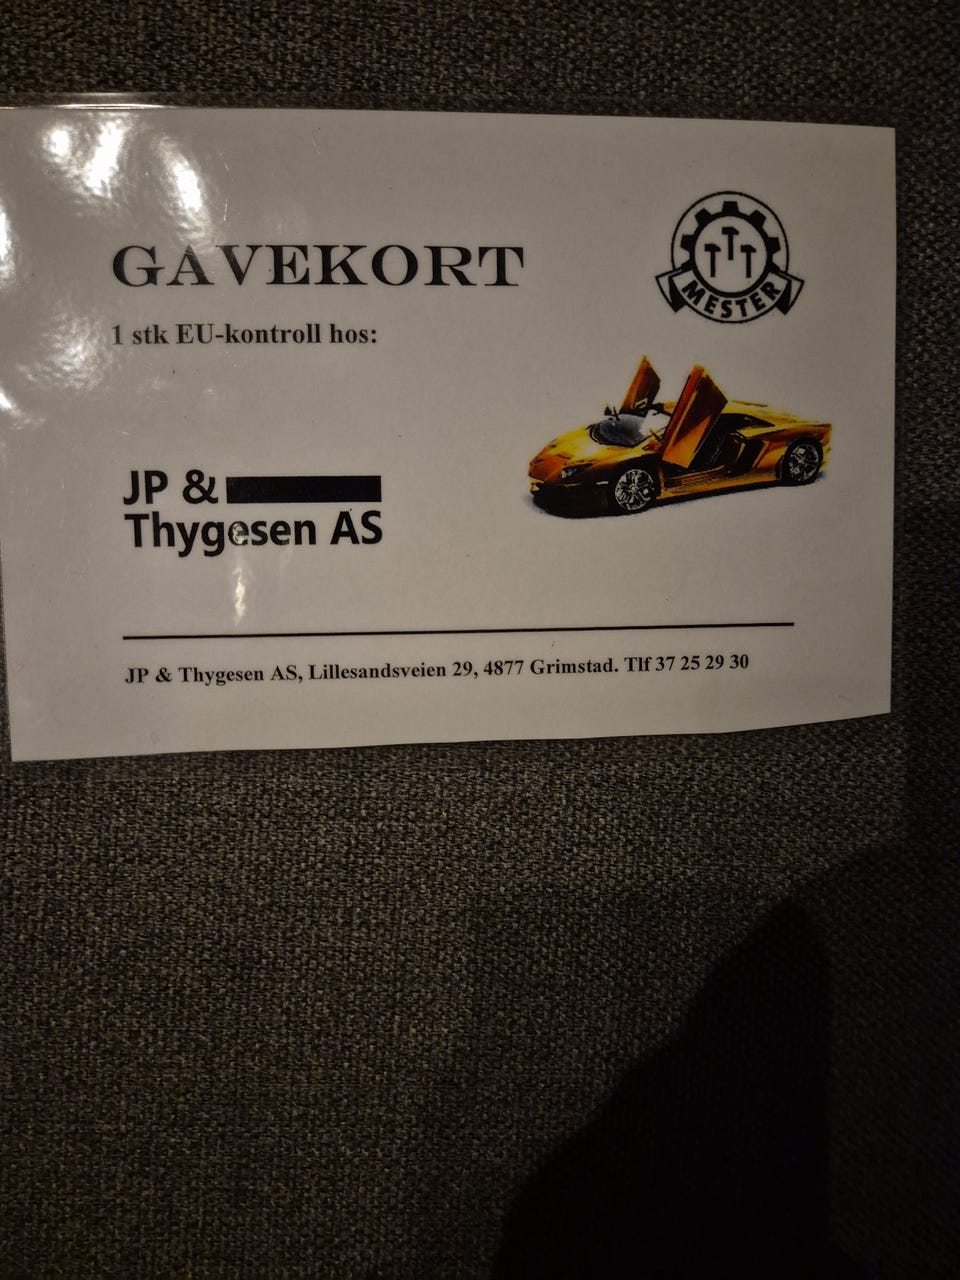 GAVEKORT
MESTER
1 stk EU-kontroll hos:
JP &
Thygesen AS
JP & Thygesen AS, Lillesandsveien 29, 4877 Grimstad. Tlf 37 25 29 30